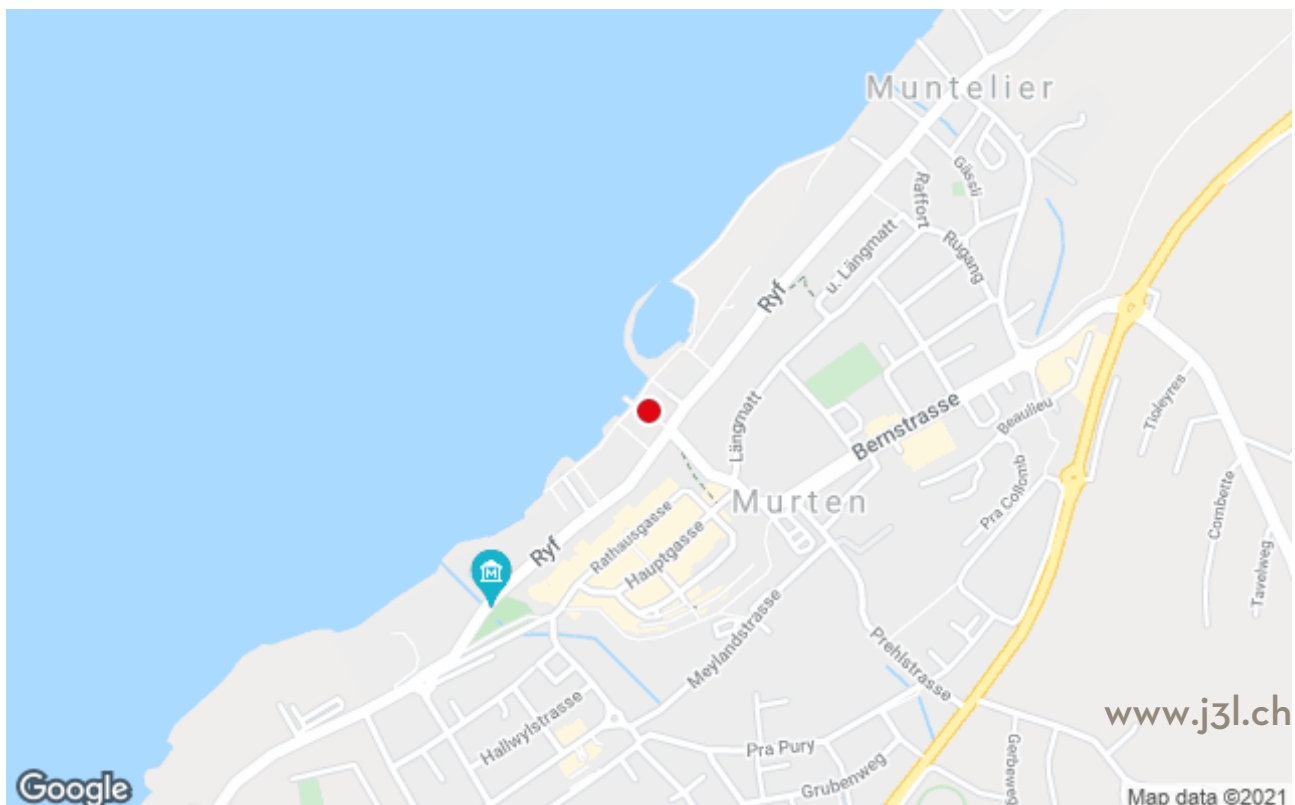 Muntelier
Gässli
Raffort
Rugang
u. Längmatt
Ryf
Längmatt
Bernstrasse
Beaulieu
Tioleyres
Pra Collomb
Combette
Tavelweg
Murten
Rathausgasse
Hauptgasse
Ryf
M
Meylandstrasse
Prehlstrasse
Hallwylstrasse
Pra Pury
Grubenweg
Gerbeweg
www.j3l.ch
Google
Map data ©2021